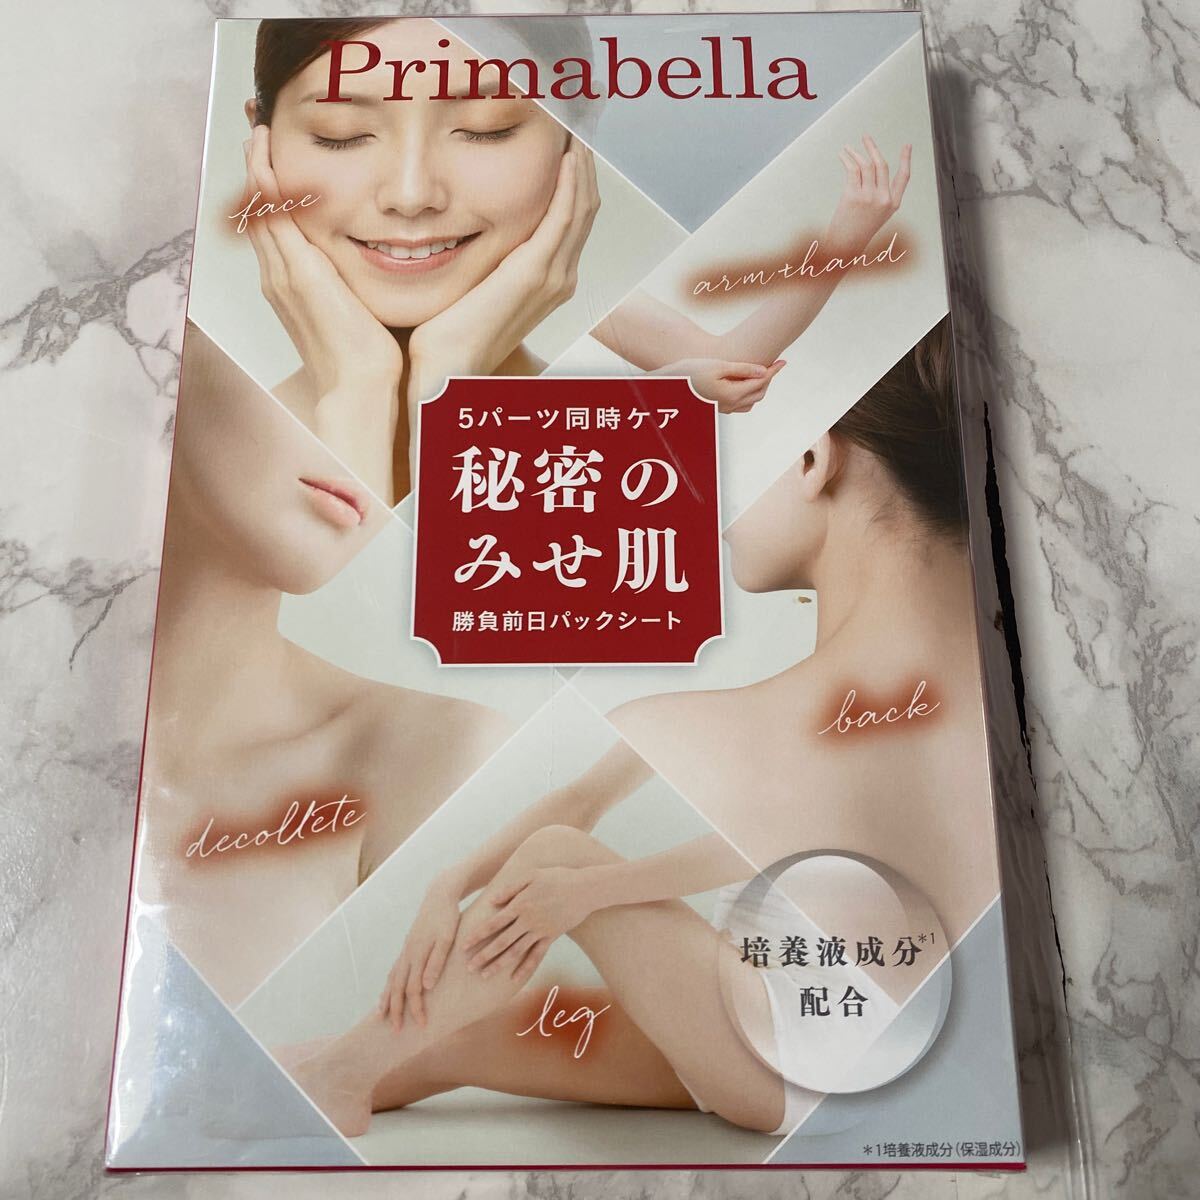 Primabella
face
arm+hand
5パーツ同時ケア
秘密の
みせ肌
勝負前日パックシート
back
decollete
leg
培養液成分*1
配合
*1培養液成分(保湿成分)